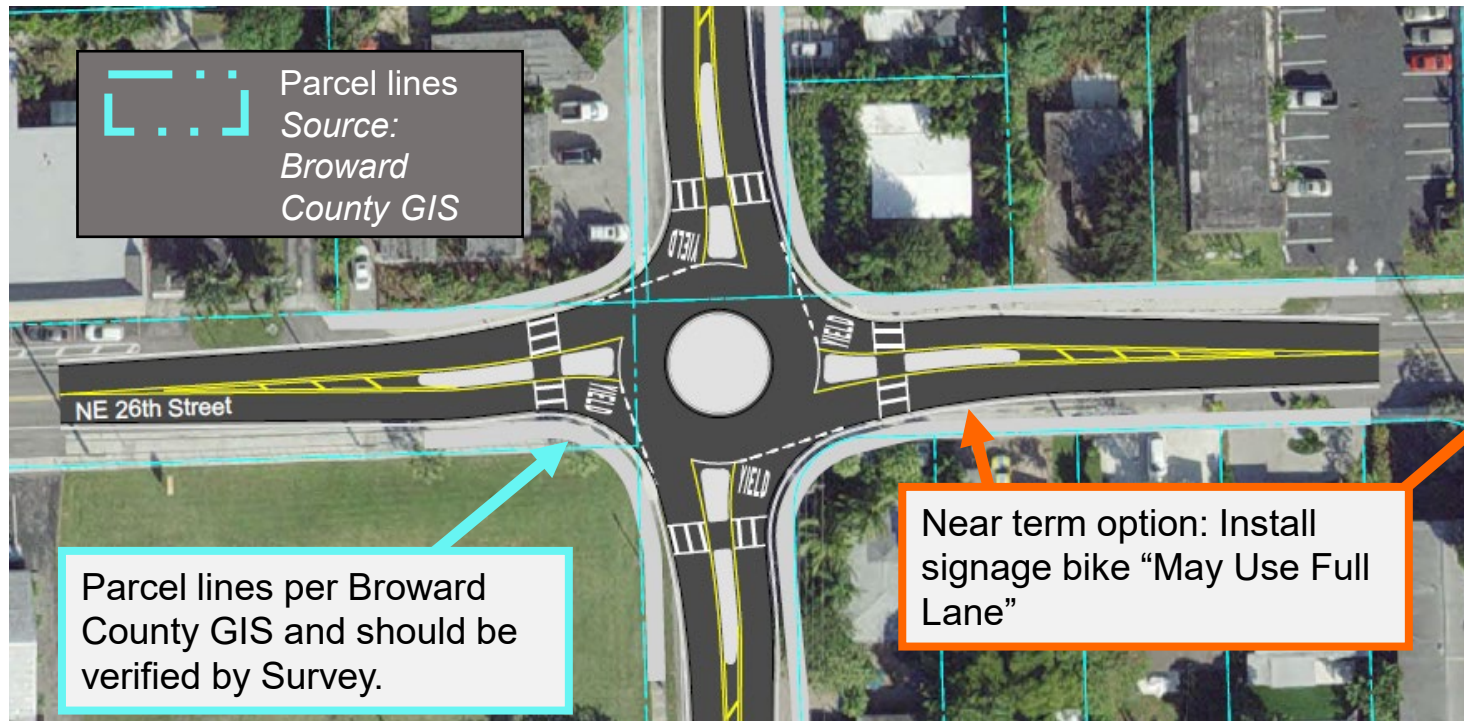 Parcel lines
Source:
Broward
County GIS
YIELD
YIELD
NE 26th Street
YIELD
YIELD
Near term option: Install
signage bike “May Use Full
Lane”
Parcel lines per Broward
County GIS and should be
verified by Survey.